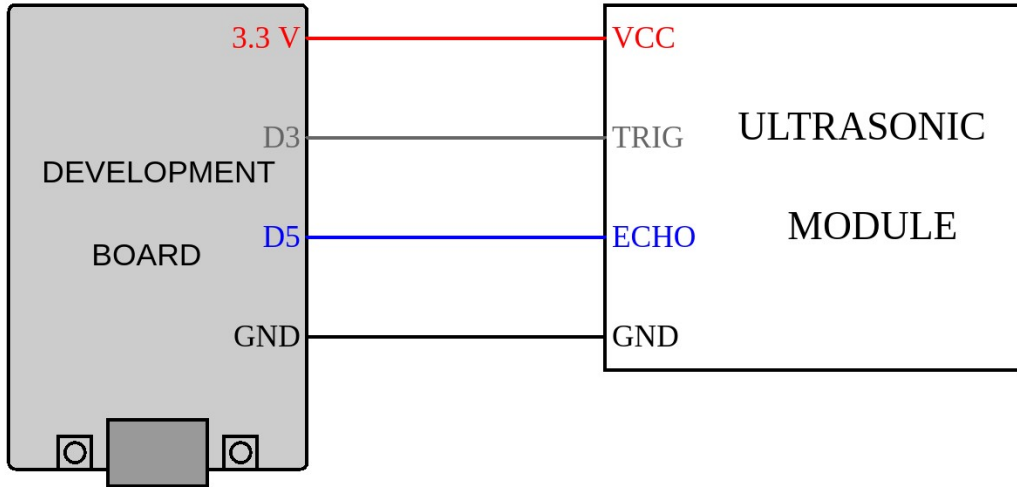 3.3 V
VCC
D3
TRIG
DEVELOPMENT
BOARD
D5
ECHO
GND
GND
ULTRASONIC
MODULE